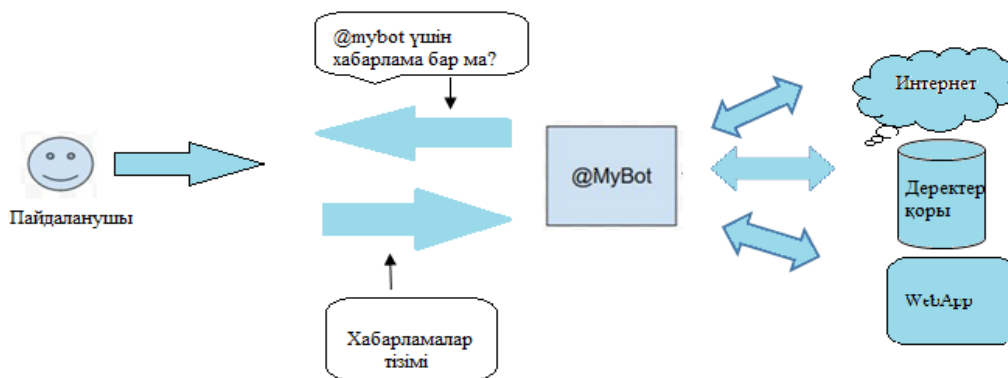 @mybot үшін
хабарлама бар ма?
Интернет
@MyBot
Деректер
қоры
Пайдаланушы
WebApp
Хабарламалар
тізімі